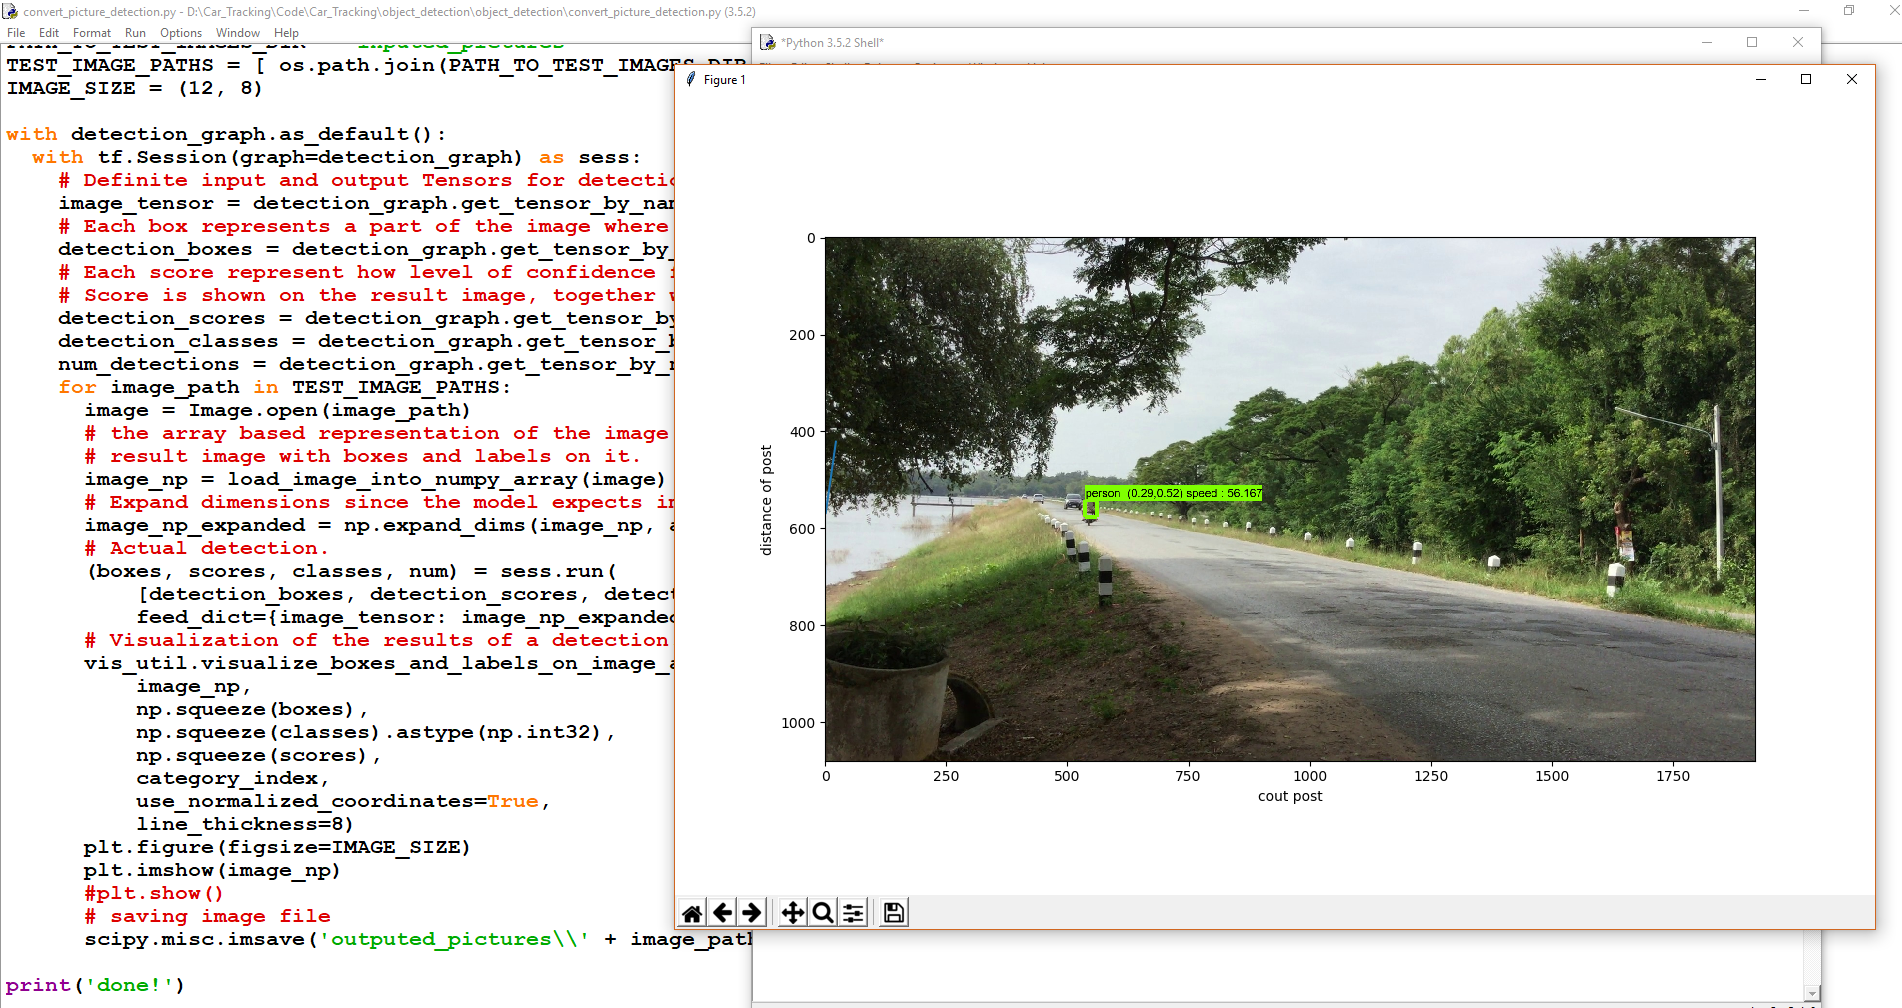 convert_picture_detection.py - D:\Car_Tracking\Code\Car_Tracking\object_detection\object_detection\convert_picture_detection.py (3.5.2)
File Edit Format Run Options Window Help
TEST_IMAGE_PATHS = [ os.path.join(PATH_TO_TEST_IMAGES_DIR
IMAGE_SIZE = (12, 8)
with detection_graph.as_default():
with tf.Session(graph=detection_graph) as sess:
# Definite input and output Tensors for detectio
image_tensor = detection_graph.get_tensor_by_nam
# Each box represents a part of the image where
detection_boxes = detection_graph.get_tensor_by_
# Each score represent how level of confidence f
# Score is shown on the result image, together w
detection_scores = detection_graph.get_tensor_by
detection_classes = detection_graph.get_tensor_b
num_detections = detection_graph.get_tensor_by_n
for image_path in TEST_IMAGE_PATHS:
image = Image.open(image_path)
# the array based representation of the image
# result image with boxes and labels on it.
image_np = load_image_into_numpy_array(image)
# Expand dimensions since the model expects im
image_np_expanded = np.expand_dims(image_np, a
# Actual detection.
(boxes, scores, classes, num) = sess.run(
[detection_boxes, detection_scores, detect
feed_dict={image_tensor: image_np_expanded
# Visualization of the results of a detection
vis_util.visualize_boxes_and_labels_on_image_a
image_np,
np.squeeze(boxes),
np.squeeze(classes).astype(np.int32),
np.squeeze(scores),
category_index,
use_normalized_coordinates=True,
line_thickness=8)
plt.figure(figsize=IMAGE_SIZE)
plt.imshow(image_np)
#plt.show()
# saving image file
scipy.misc.imsave('outputed_pictures\\' + image_path
print('done!')
*Python 3.5.2 Shell*
Figure 1
0
200
400
600
800
1000
distance of post
person (0.29,0.52) speed : 56.167
0 250 500 750 1000 1250 1500 1750
cout post